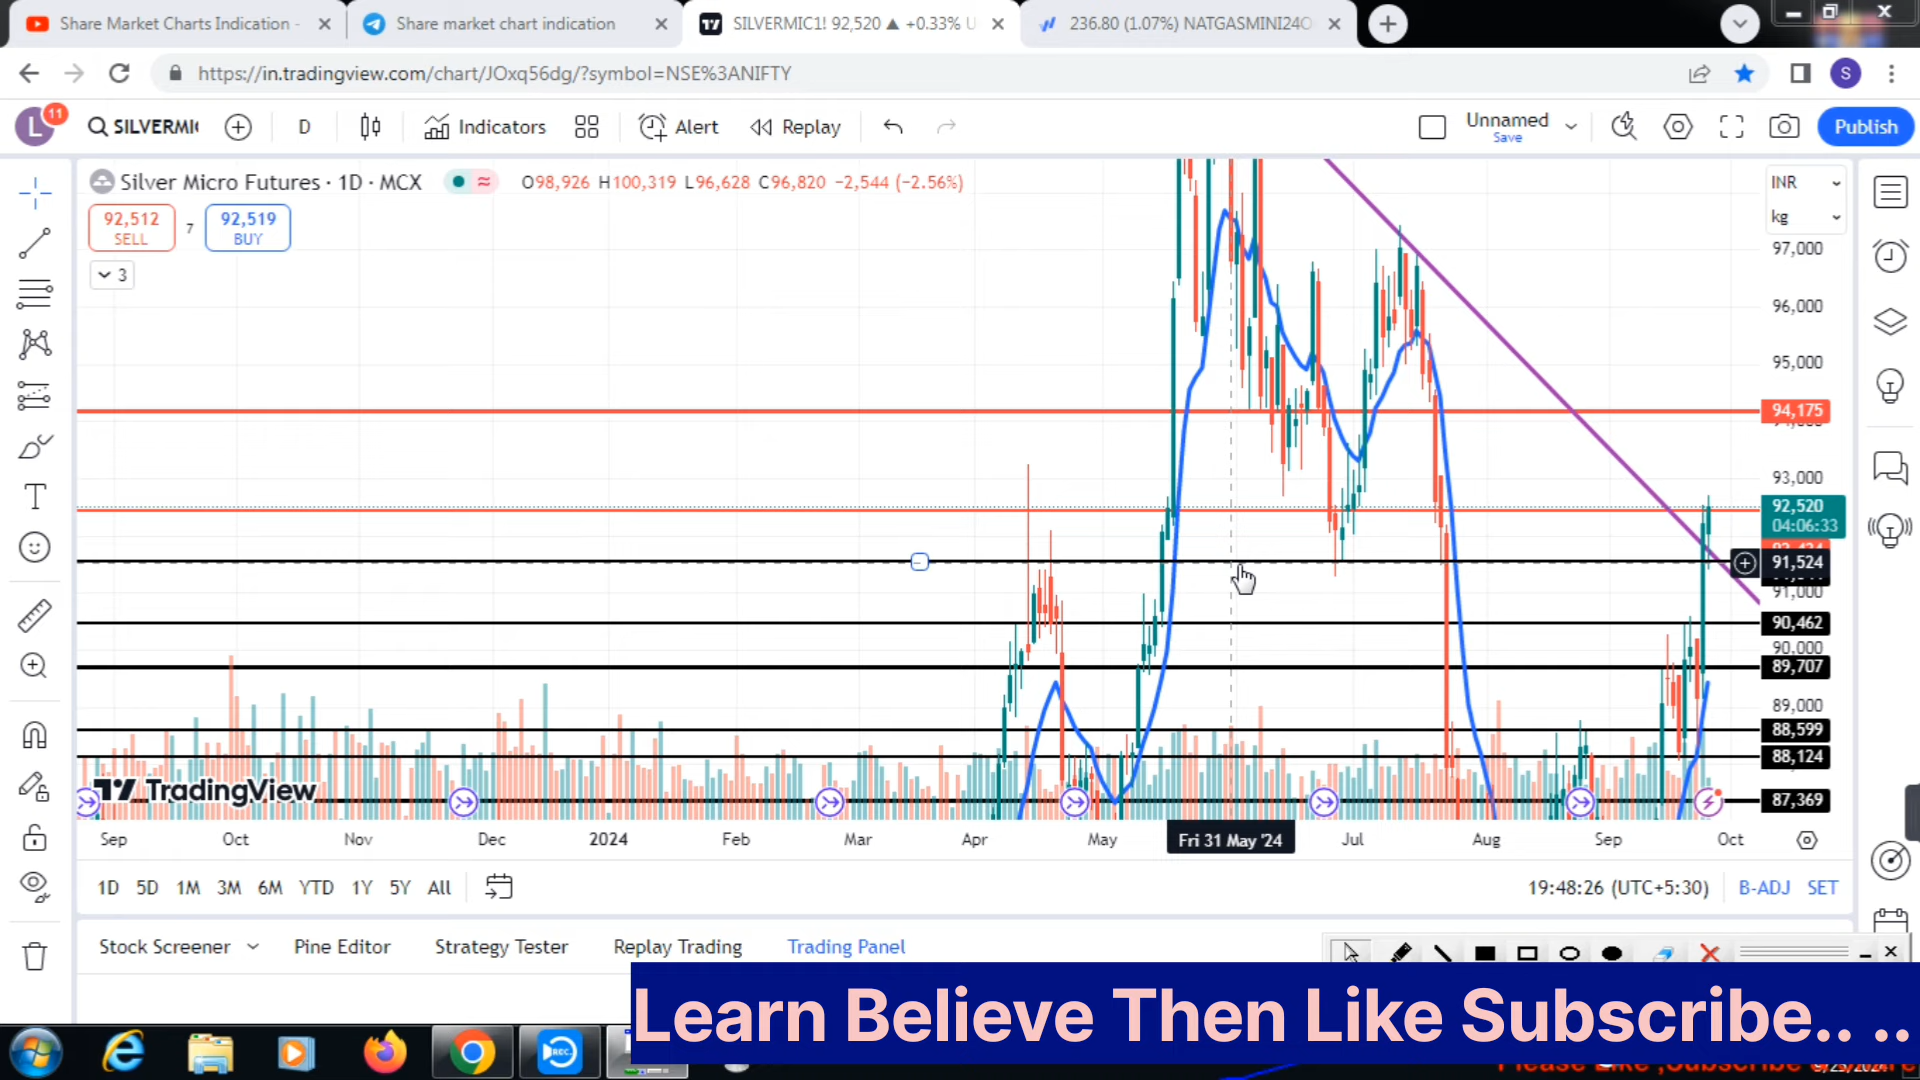 Share Market Charts Indication -
Share market chart indication
SILVERMIC1! 92,520 ▲ +0.33% U
236.80 (1.07%) NATGASMINI24O
https://in.tradingview.com/chart/JOxq56dg/?symbol=NSE%3ANIFTY
S
L
11
SILVERMIC
D
Indicators
Alert
Replay
Unnamed
Save
Publish
Silver Micro Futures · 1D · MCX
O98,926 H100,319 L96,628 C96,820 −2,544 (−2.56%)
INR
kg
92,512
SELL
7
92,519
BUY
3
97,000
96,000
95,000
94,175
93,000
92,520
04:06:33
91,524
91,000
90,462
90,000
89,707
89,000
88,599
88,124
87,369
TradingView
Sep
Oct
Nov
Dec
2024
Feb
Mar
Apr
May
Fri 31 May '24
Jul
Aug
Sep
Oct
1D 5D 1M 3M 6M YTD 1Y 5Y All
19:48:26 (UTC+5:30)
B-ADJ
SET
Stock Screener
Pine Editor
Strategy Tester
Replay Trading
Trading Panel
Learn Believe Then Like Subscribe.. ..
REC